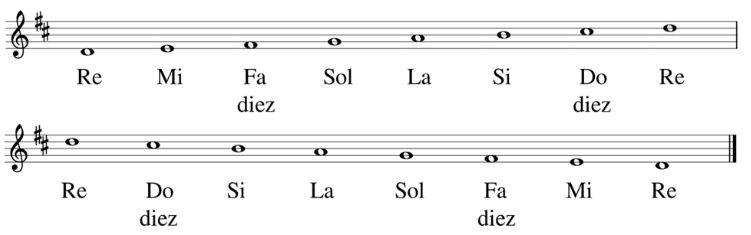 Re Mi Fa Sol La Si Do Re
diez diez
Re Do Si La Sol Fa Mi Re
diez diez